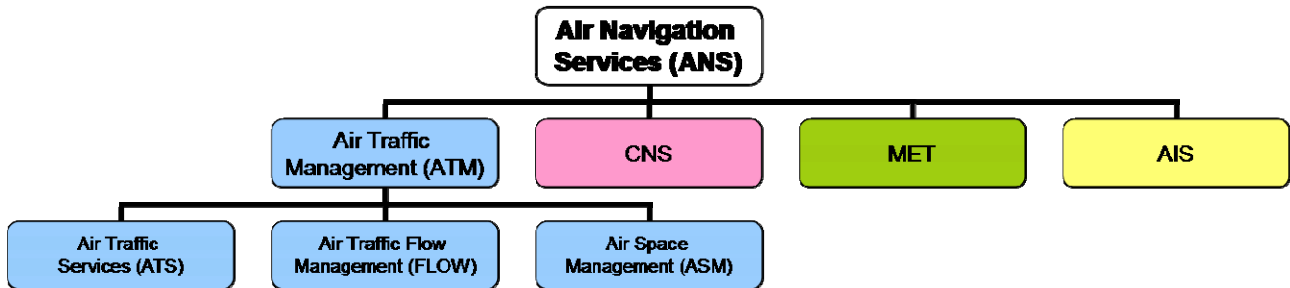 Air Navigation
Services (ANS)
Air Traffic
Management (ATM)
CNS
MET
AIS
Air Traffic
Services (ATS)
Air Traffic Flow
Management (FLOW)
Air Space
Management (ASM)